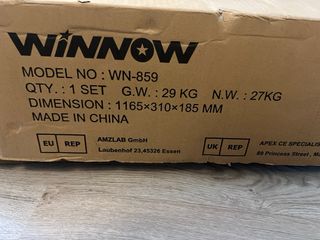 WiNNOW
MODEL NO : WN-859
QTY. : 1 SET G.W. : 29 KG N.W. : 27KG
DIMENSION : 1165×310×185 MM
MADE IN CHINA
EU REP
AMZLAB GmbH
Laubenhof 23,45326 Essen
UK REP
APEX CE SPECIALIS
89 Princess Street, M